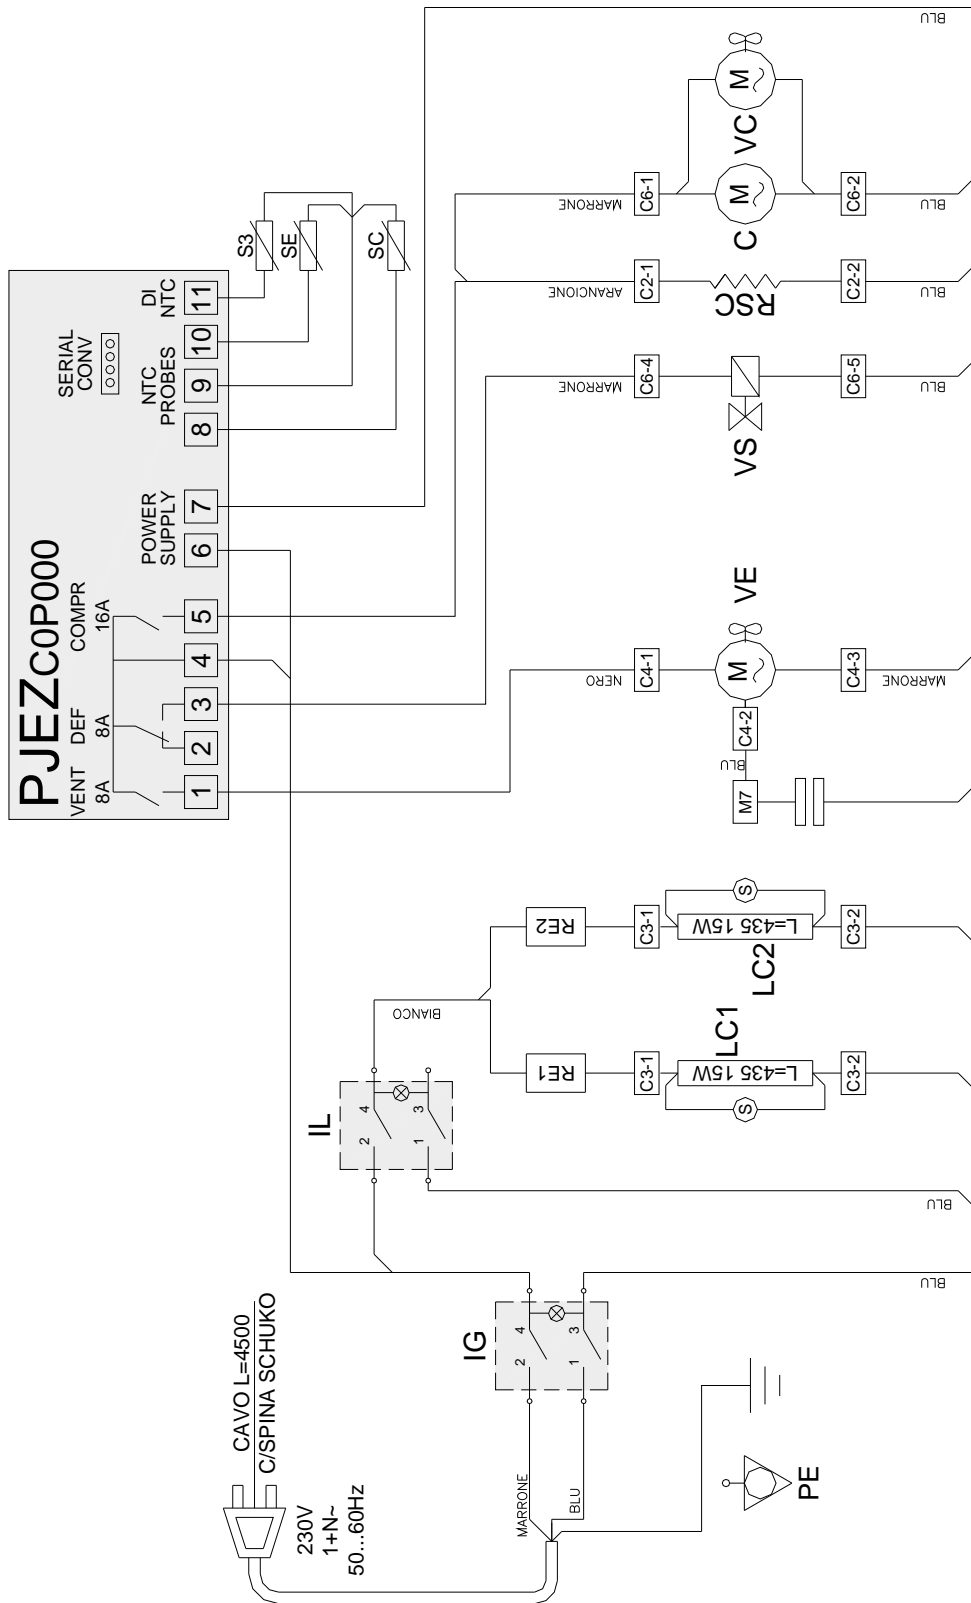 PJEZC0P000
VENT
8A
DEF
8A
COMPR
16A
POWER
SUPPLY
NTC
PROBES
DI
NTC
SERIAL
CONV
1
2
3
4
5
6
7
8
9
10
11
S3
SE
SC
CAVO L=4500
C/SPINA SCHUKO
230V
1+N~
50...60Hz
MARRONE
BLU
PE
IG
2
4
1
3
BLU
IL
2
4
1
3
BLU
BIANCO
RE1
C3-1
L=435 15W
S
LC1
C3-2
RE2
C3-1
L=435 15W
S
LC2
C3-2
NERO
C4-1
M
VE
C4-2
BLU
M7
C4-3
MARRONE
MARRONE
C6-4
VS
C6-5
BLU
ARANCIONE
C2-1
RSC
C2-2
BLU
MARRONE
C6-1
M
C
M
VC
C6-2
BLU
BLU